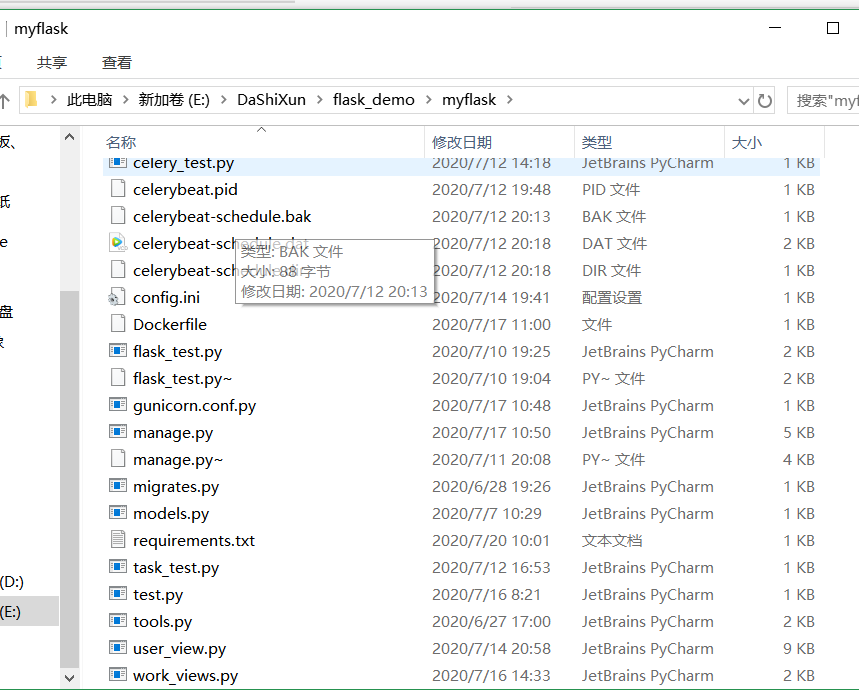 myflask
共享 查看
此电脑 新加卷 (E:) DaShiXun flask_demo myflask 搜索"myf
名称 修改日期 类型 大小
celery_test.py 2020/7/12 14:18 JetBrains PyCharm 1 KB
celerybeat.pid 2020/7/12 19:48 PID 文件 1 KB
celerybeat-schedule.bak 2020/7/12 20:13 BAK 文件 1 KB
celerybeat-schedule.dat 2020/7/12 20:18 DAT 文件 2 KB
类型: BAK 文件
celerybeat-schedule.dir 2020/7/12 20:18 DIR 文件 1 KB
大小: 88 字节
修改日期: 2020/7/12 20:13
config.ini 2020/7/14 19:41 配置设置 1 KB
Dockerfile 2020/7/17 11:00 文件 1 KB
flask_test.py 2020/7/10 19:25 JetBrains PyCharm 2 KB
flask_test.py~ 2020/7/10 19:04 PY~ 文件 2 KB
gunicorn.conf.py 2020/7/17 10:48 JetBrains PyCharm 1 KB
manage.py 2020/7/17 10:50 JetBrains PyCharm 5 KB
manage.py~ 2020/7/11 20:08 PY~ 文件 4 KB
migrates.py 2020/6/28 19:26 JetBrains PyCharm 1 KB
models.py 2020/7/7 10:29 JetBrains PyCharm 1 KB
requirements.txt 2020/7/20 10:01 文本文档 1 KB
task_test.py 2020/7/12 16:53 JetBrains PyCharm 1 KB
(D:)
test.py 2020/7/16 8:21 JetBrains PyCharm 1 KB
(E:)
tools.py 2020/6/27 17:00 JetBrains PyCharm 2 KB
user_view.py 2020/7/14 20:58 JetBrains PyCharm 9 KB
work_views.py 2020/7/16 14:33 JetBrains PyCharm 2 KB